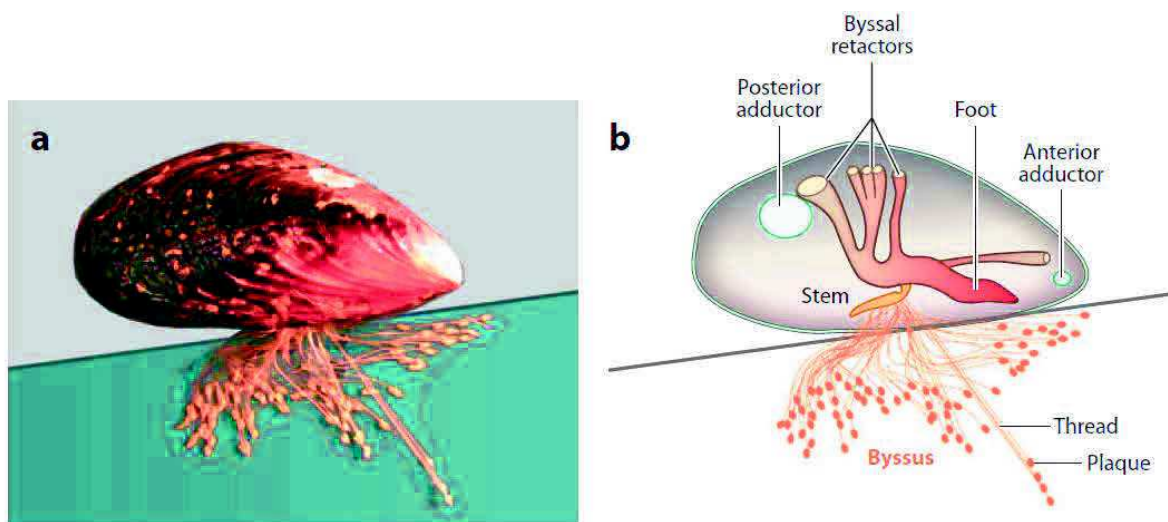 a
b
Byssal
retactors
Posterior
adductor
Foot
Anterior
adductor
Stem
Thread
Byssus
Plaque